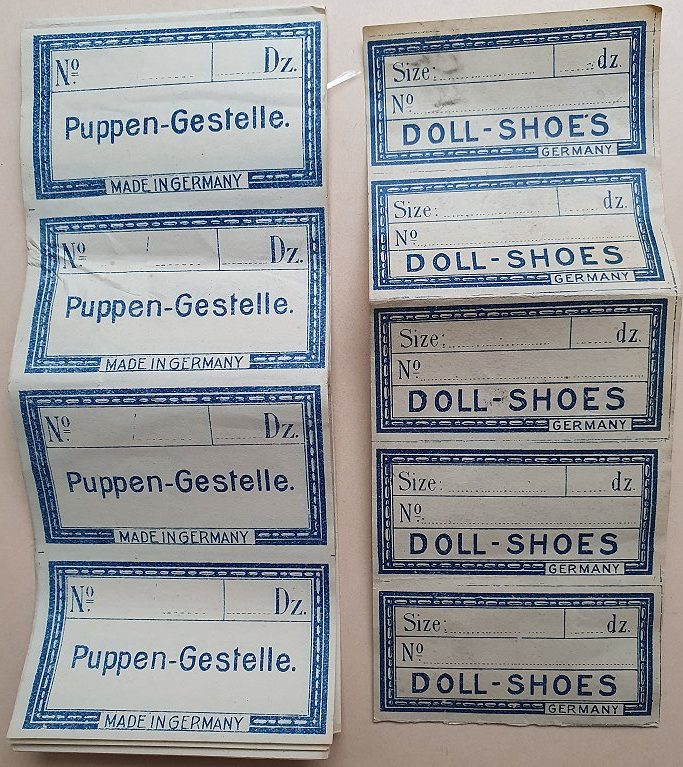 Nº Dz.
Puppen-Gestelle.
MADE IN GERMANY
Nº Dz.
Puppen-Gestelle.
MADE IN GERMANY
Nº Dz.
Puppen-Gestelle.
MADE IN GERMANY
Nº Dz.
Puppen-Gestelle.
MADE IN GERMANY
Size: dz.
Nº
DOLL-SHOES
GERMANY
Size: dz.
Nº
DOLL-SHOES
GERMANY
Size: dz.
Nº
DOLL-SHOES
GERMANY
Size: dz.
Nº
DOLL-SHOES
GERMANY
Size: dz.
Nº
DOLL-SHOES
GERMANY